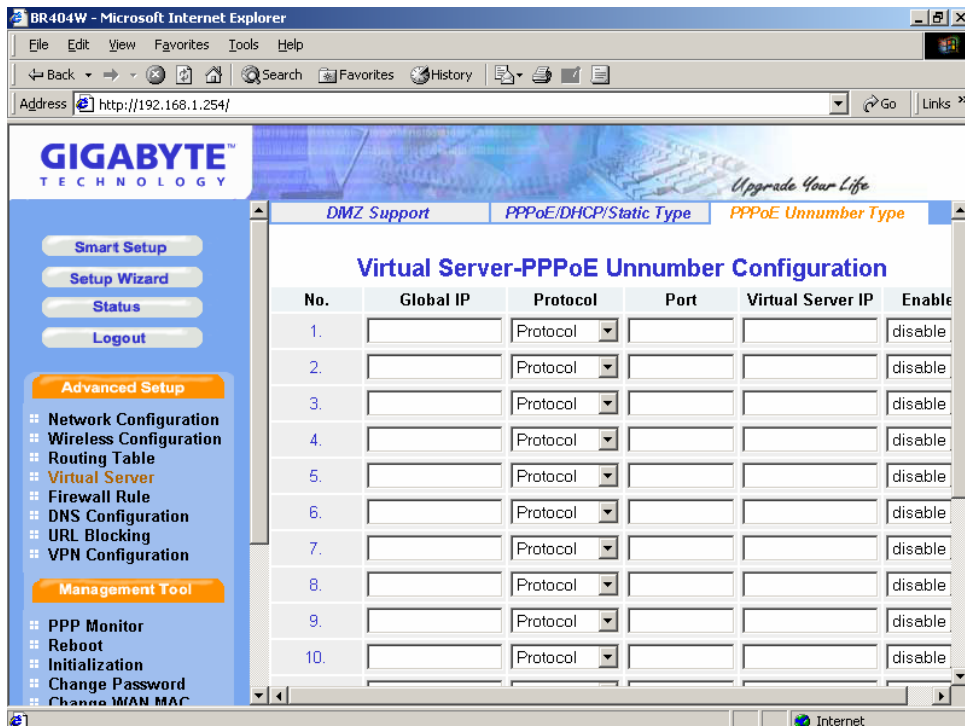 BR404W - Microsoft Internet Explorer
File Edit View Favorites Tools Help
Back Search Favorites History
Address http://192.168.1.254/ Go Links »
GIGABYTE™
TECHNOLOGY
Upgrade Your Life
Smart Setup
Setup Wizard
Status
Logout
Advanced Setup
Network Configuration
Wireless Configuration
Routing Table
Virtual Server
Firewall Rule
DNS Configuration
URL Blocking
VPN Configuration
Management Tool
PPP Monitor
Reboot
Initialization
Change Password
Change WAN MAC
DMZ Support PPPoE/DHCP/Static Type PPPoE Unnumber Type
Virtual Server-PPPoE Unnumber Configuration
No. Global IP Protocol Port Virtual Server IP Enable
1. Protocol disable
2. Protocol disable
3. Protocol disable
4. Protocol disable
5. Protocol disable
6. Protocol disable
7. Protocol disable
8. Protocol disable
9. Protocol disable
10. Protocol disable
Internet